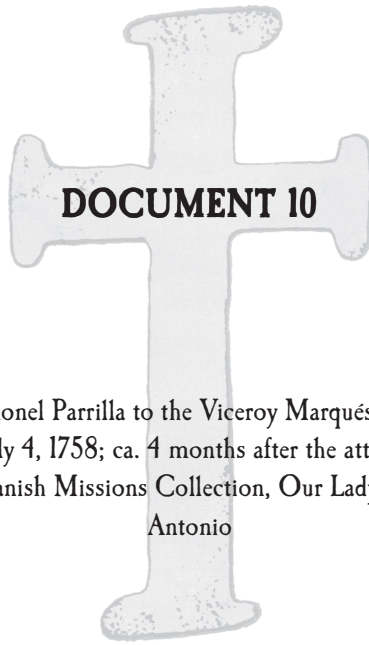 DOCUMENT 10
onel Parrilla to the Viceroy Marqués
ly 4, 1758; ca. 4 months after the att
anish Missions Collection, Our Lad
Antonio